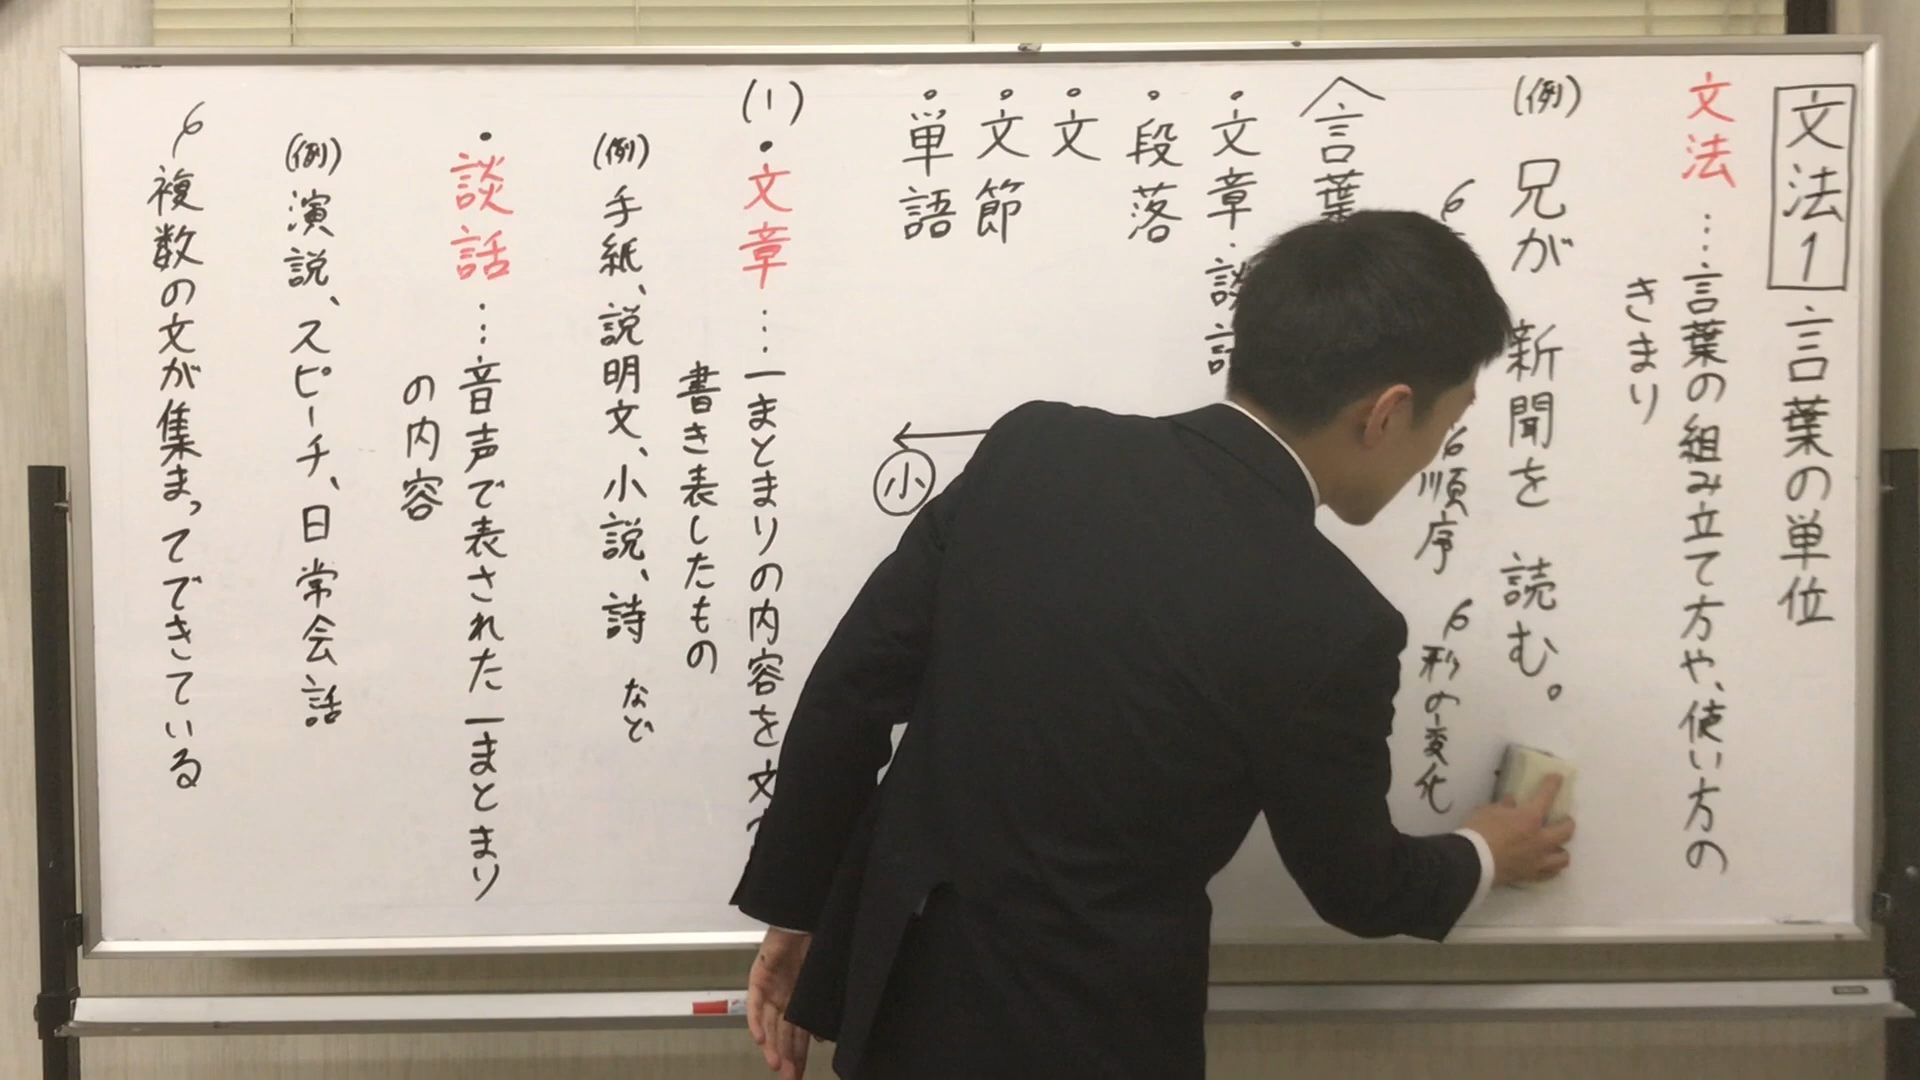 文法1 言葉の単位
文法…言葉の組み立て方や、使い方の
きまり
(例) 兄が 新聞を 読む。
順序 形の変化
言葉
・文章・談話
・段落
・文
・文節
・単語
小
(1)・文章…一まとまりの内容を文
書き表したもの
(例) 手紙、説明文、小説、詩 など
・談話…音声で表された一まとまり
の内容
(例) 演説、スピーチ、日常会話
複数の文が集まってできている